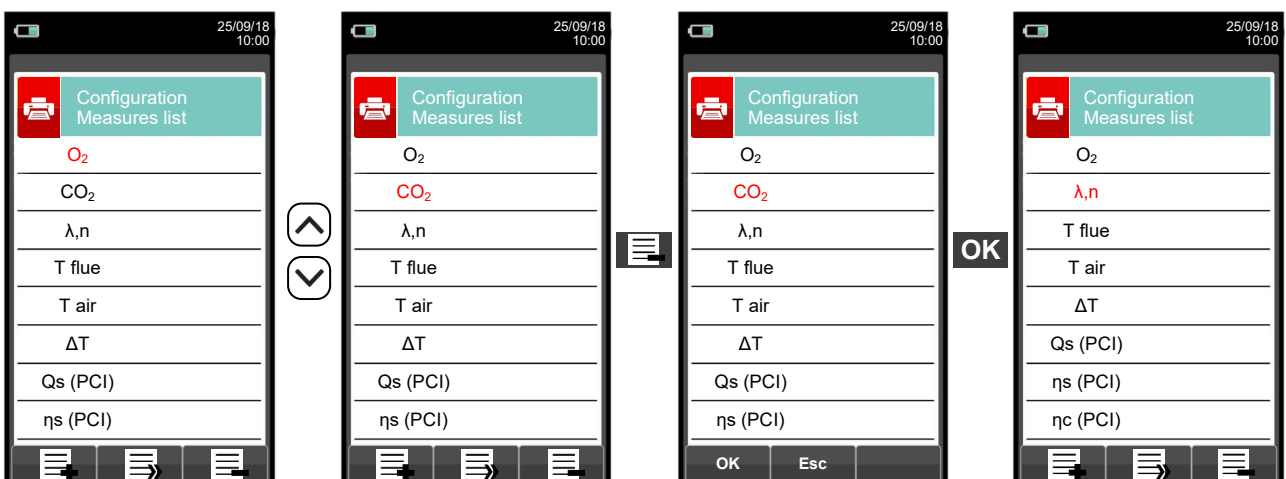 25/09/18
10:00
Configuration
Measures list
O₂
CO₂
λ,n
T flue
T air
ΔT
Qs (PCI)
ηs (PCI)
25/09/18
10:00
Configuration
Measures list
O₂
CO₂
λ,n
T flue
T air
ΔT
Qs (PCI)
ηs (PCI)
25/09/18
10:00
Configuration
Measures list
O₂
CO₂
λ,n
T flue
T air
ΔT
Qs (PCI)
ηs (PCI)
OK Esc
OK
25/09/18
10:00
Configuration
Measures list
O₂
λ,n
T flue
T air
ΔT
Qs (PCI)
ηs (PCI)
ηc (PCI)